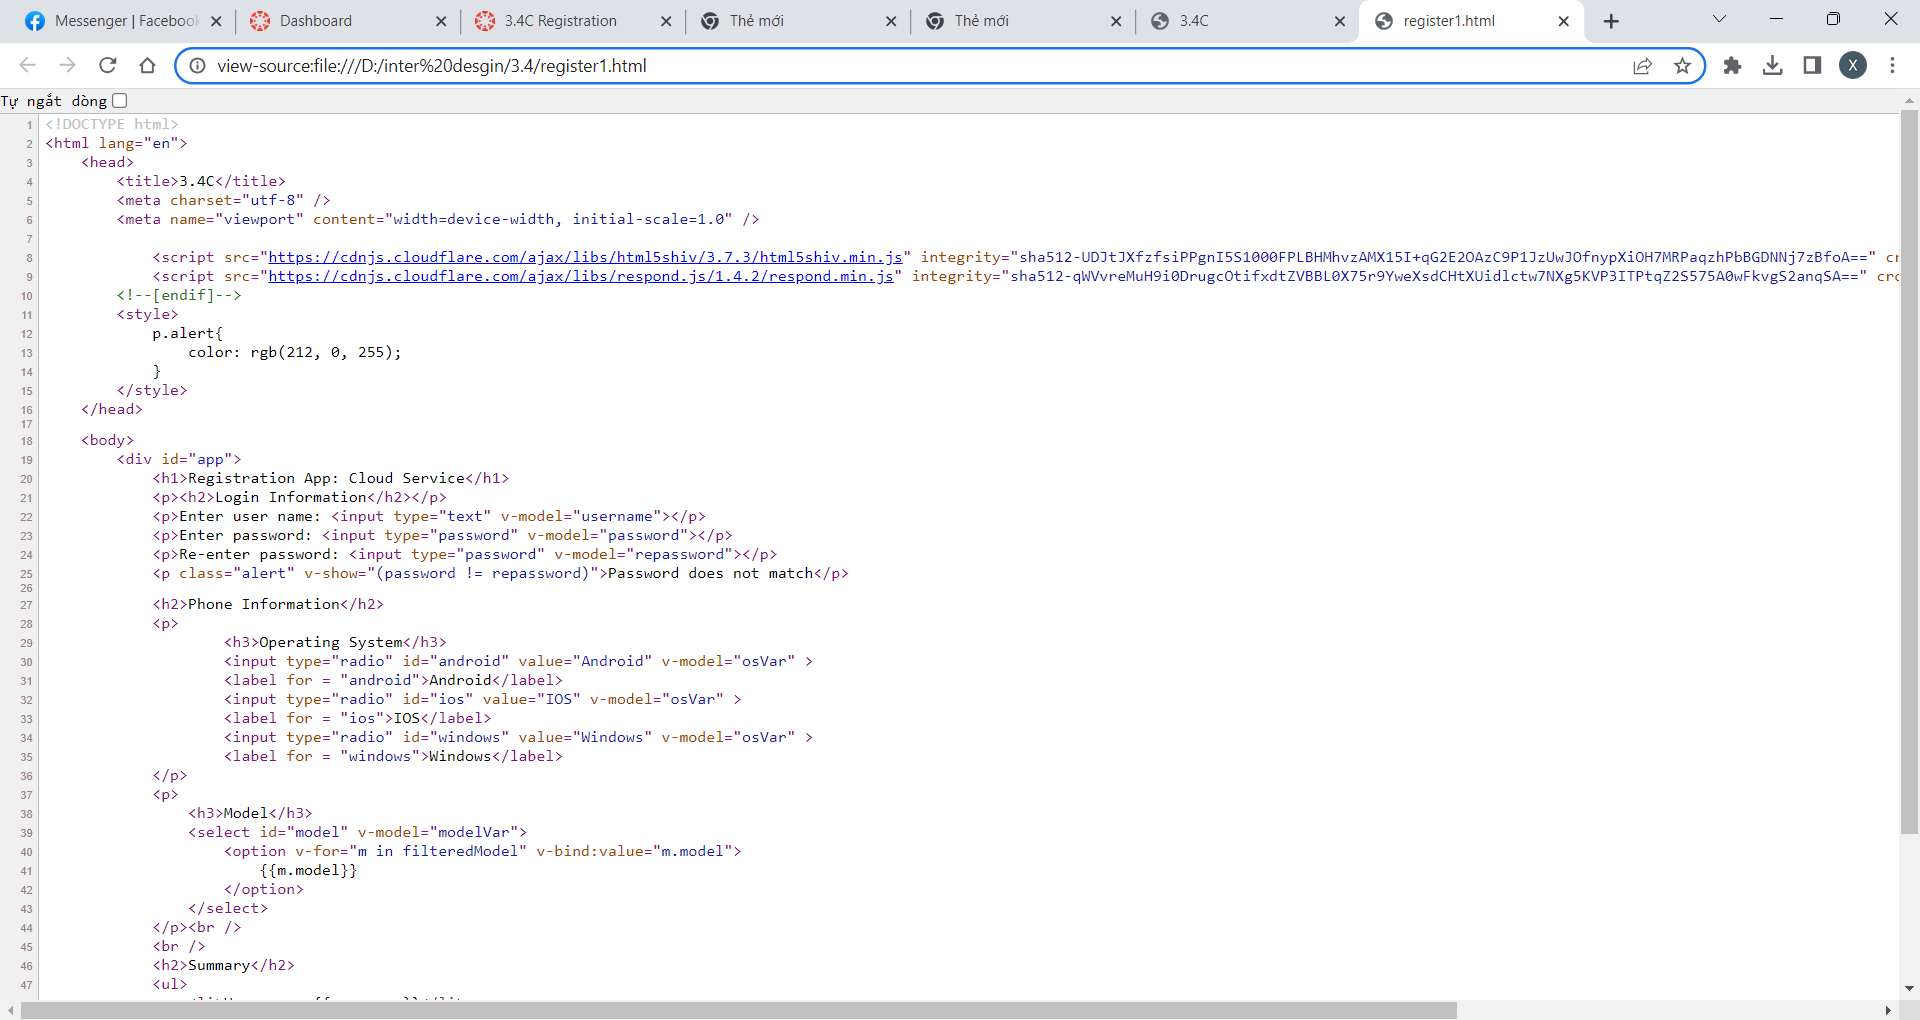 Messenger | Facebook
Dashboard
3.4C Registration
Thẻ mới
Thẻ mới
3.4C
register1.html
view-source:file:///D:/inter%20desgin/3.4/register1.html
X
Tự ngắt dòng
1 <!DOCTYPE html>
2 <html lang="en">
3 <head>
4 <title>3.4C</title>
5 <meta charset="utf-8" />
6 <meta name="viewport" content="width=device-width, initial-scale=1.0" />
7
8 <script src="https://cdnjs.cloudflare.com/ajax/libs/html5shiv/3.7.3/html5shiv.min.js" integrity="sha512-UDJtJXfzfsiPPgnI5S1000FPLBHMhvzAMX15I+qG2E2OAzC9P1JzUwJOfnypXiOH7MRPaqzhPbBGDNNj7zBfoA==" cr
9 <script src="https://cdnjs.cloudflare.com/ajax/libs/respond.js/1.4.2/respond.min.js" integrity="sha512-qWVvreMuH9i0DrugcOtifxdtZVBBL0X75r9YweXsdCHtXUidlctw7NXg5KVP3ITPtqZ2S575A0wFkvgS2anqSA==" cro
10 <!--[endif]-->
11 <style>
12 p.alert{
13 color: rgb(212, 0, 255);
14 }
15 </style>
16 </head>
17
18 <body>
19 <div id="app">
20 <h1>Registration App: Cloud Service</h1>
21 <p><h2>Login Information</h2></p>
22 <p>Enter user name: <input type="text" v-model="username"></p>
23 <p>Enter password: <input type="password" v-model="password"></p>
24 <p>Re-enter password: <input type="password" v-model="repassword"></p>
25 <p class="alert" v-show="(password != repassword)">Password does not match</p>
26
27 <h2>Phone Information</h2>
28 <p>
29 <h3>Operating System</h3>
30 <input type="radio" id="android" value="Android" v-model="osVar" >
31 <label for = "android">Android</label>
32 <input type="radio" id="ios" value="IOS" v-model="osVar" >
33 <label for = "ios">IOS</label>
34 <input type="radio" id="windows" value="Windows" v-model="osVar" >
35 <label for = "windows">Windows</label>
36 </p>
37 <p>
38 <h3>Model</h3>
39 <select id="model" v-model="modelVar">
40 <option v-for="m in filteredModel" v-bind:value="m.model">
41 {{m.model}}
42 </option>
43 </select>
44 </p><br />
45 <br />
46 <h2>Summary</h2>
47 <ul>